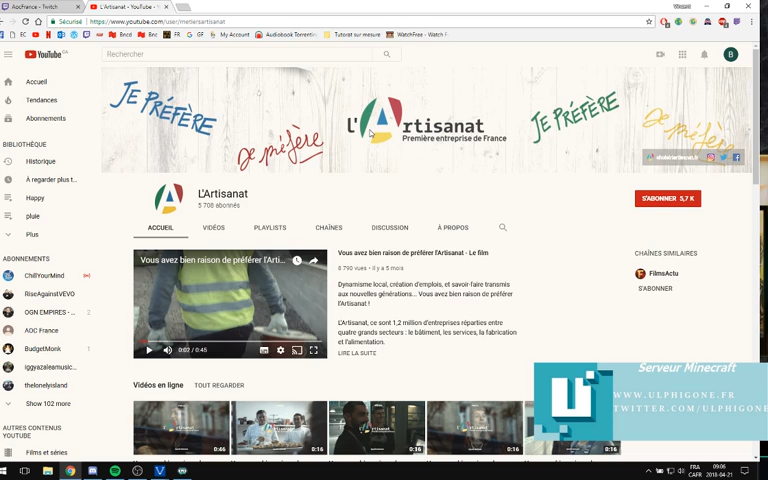 AocFrance - Twitch
L'Artisanat - YouTube
Vincent
Sécurisé
https://www.youtube.com/user/metiersartisanat
EC
Bncd
Bnc
FR
G
GF
My Account
Audiobook Torrentin
Tutorat sur mesure
WatchFree - Watch F
YouTube CA
Rechercher
B
Accueil
Tendances
Abonnements
BIBLIOTHÈQUE
Historique
À regarder plus t...
Happy
pluie
Plus
ABONNEMENTS
ChillYourMind
RiseAgainstVEVO
OGN EMPIRES - ... 2
AOC France
BudgetMonk 1
iggyazaleamusic...
thelonelyisland
Show 102 more
AUTRES CONTENUS YOUTUBE
Films et séries
JE PRÉFÈRE
Je préfère
l'Artisanat
Première entreprise de France
JE PRÉFÈRE
Je préfère
L'Artisanat
5 708 abonnés
S'ABONNER 5,7 K
ACCUEIL
VIDÉOS
PLAYLISTS
CHAÎNES
DISCUSSION
À PROPOS
Vous avez bien raison de préférer l'Arti...
0:02 / 0:45
Vous avez bien raison de préférer l'Artisanat - Le film
8 790 vues • il y a 5 mois
Dynamisme local, création d'emplois, et savoir-faire transmis
aux nouvelles générations... Vous avez bien raison de préférer
l'Artisanat !
L'Artisanat, ce sont 1,2 million d'entreprises réparties entre
quatre grands secteurs : le bâtiment, les services, la fabrication
et l'alimentation.
LIRE LA SUITE
CHAÎNES SIMILAIRES
FilmsActu
S'ABONNER
Vidéos en ligne
TOUT REGARDER
0:46
0:16
0:16
0:16
Serveur Minecraft
WWW.ULPHIGONE.FR
TWITTER.COM/ULPHIGONE
FRA
CAFR
09:06
2018-04-21